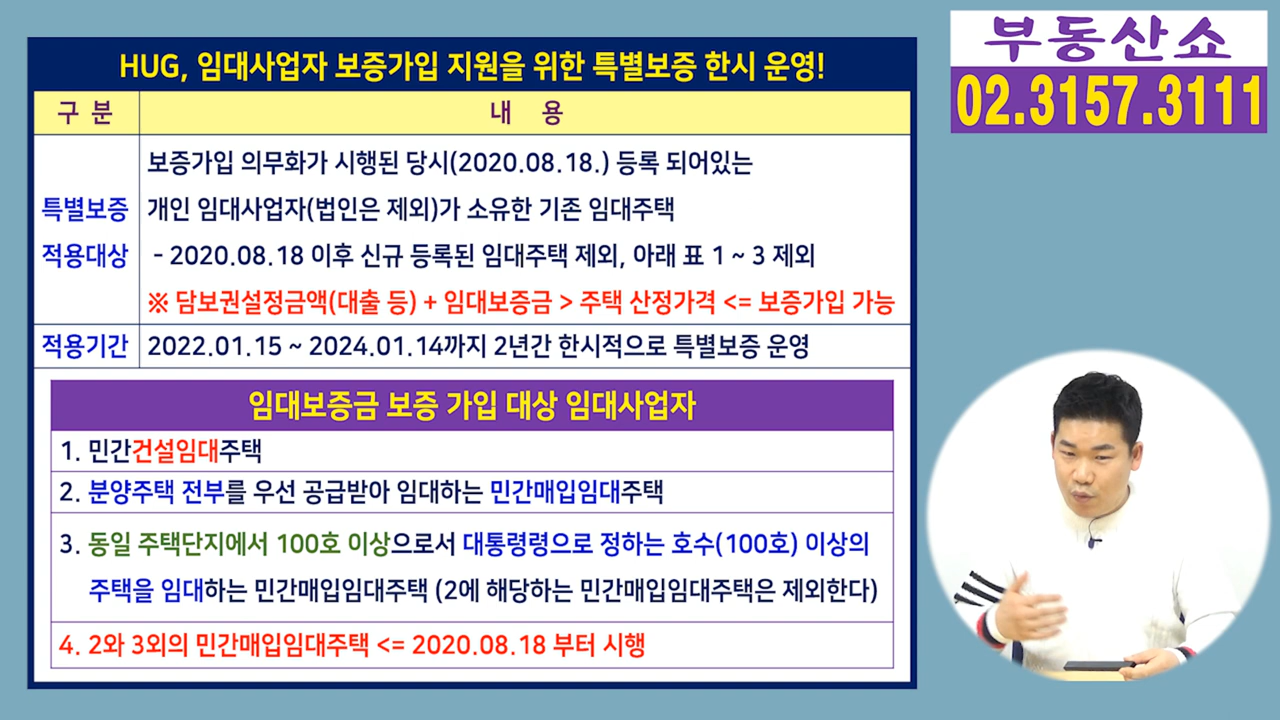 HUG, 임대사업자 보증가입 지원을 위한 특별보증 한시 운영!
부동산쇼
02.3157.3111
구 분
내 용
특별보증
적용대상
보증가입 의무화가 시행된 당시(2020.08.18.) 등록 되어있는
개인 임대사업자(법인은 제외)가 소유한 기존 임대주택
- 2020.08.18 이후 신규 등록된 임대주택 제외, 아래 표 1 ~ 3 제외
※ 담보권설정금액(대출 등) + 임대보증금 > 주택 산정가격 <= 보증가입 가능
적용기간
2022.01.15 ~ 2024.01.14까지 2년간 한시적으로 특별보증 운영
임대보증금 보증 가입 대상 임대사업자
1. 민간건설임대주택
2. 분양주택 전부를 우선 공급받아 임대하는 민간매입임대주택
3. 동일 주택단지에서 100호 이상으로서 대통령령으로 정하는 호수(100호) 이상의
주택을 임대하는 민간매입임대주택 (2에 해당하는 민간매입임대주택은 제외한다)
4. 2와 3외의 민간매입임대주택 <= 2020.08.18 부터 시행